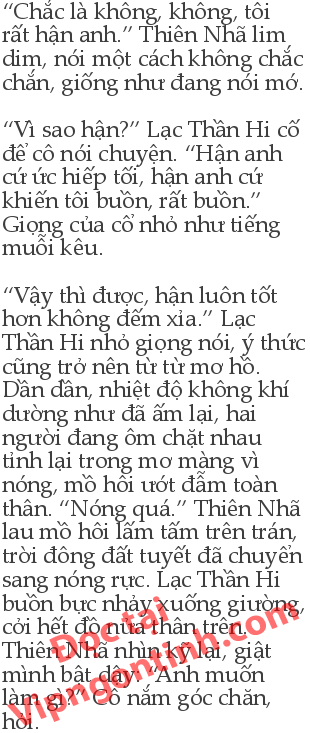 “Chắc là không, không, tôi
rất hận anh.” Thiên Nhã lim
dim, nói một cách không chắc
chắn, giống như đang nói mớ.
“Vì sao hận?” Lạc Thần Hi cố
để cô nói chuyện. “Hận anh
cứ ức hiếp tối, hận anh cứ
khiến tôi buồn, rất buồn.”
Giọng của cổ nhỏ như tiếng
muỗi kêu.
“Vậy thì được, hận luôn tốt
hơn không đếm xỉa.” Lạc
Thần Hi nhỏ giọng nói, ý thức
cũng trở nên từ từ mơ hồ.
Dần dần, nhiệt độ không khí
dường như đã ấm lại, hai
người đang ôm chặt nhau
tỉnh lại trong mơ màng vì
nóng, mồ hôi ướt đẫm toàn
thân. “Nóng quá.” Thiên Nhã
lau mồ hôi lấm tấm trên trán,
trời đông đất tuyết đã chuyển
sang nóng rực. Lạc Thần Hi
buồn bực nhảy xuống giường,
cởi hết đồ nửa thân trên.
Thiên Nhã nhìn kỹ lại, giật
mình bật dậy: “Anh muốn
làm gì?” Cô nắm góc chăn,
hỏi.
Doc tai
Vipngontinh.com